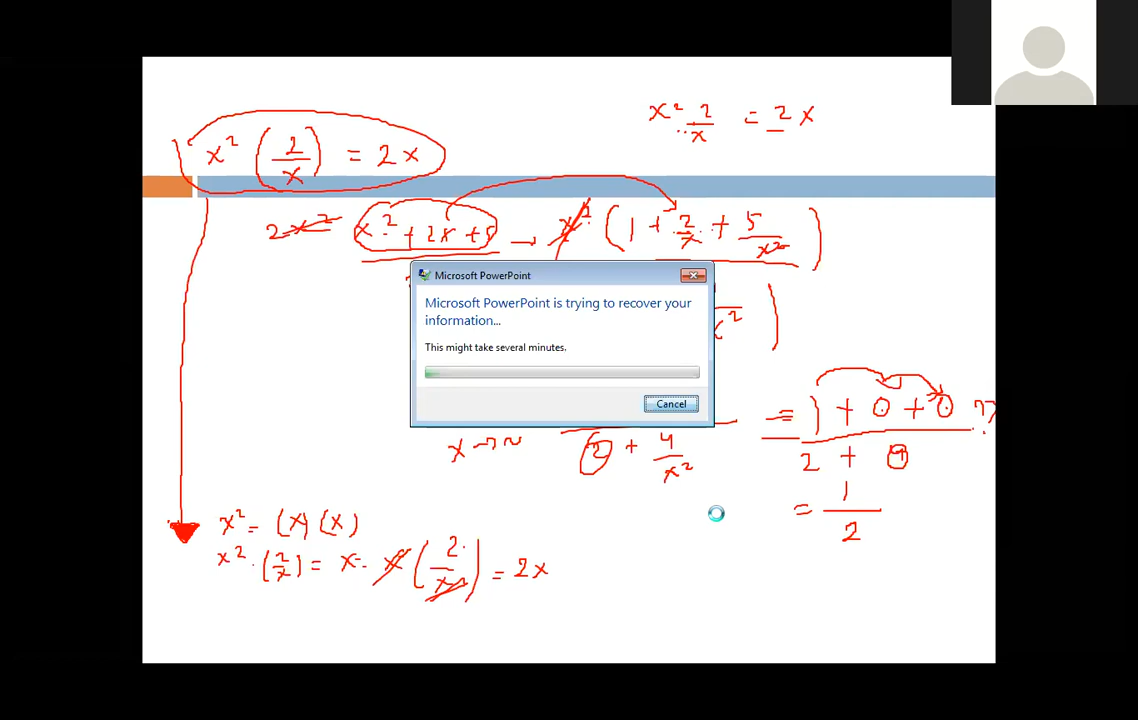 x² 2/x = 2x
x² (2/x) = 2x
2x² x² + 2x + 5 → x² (1 + 2/x + 5/x²)
Microsoft PowerPoint
Microsoft PowerPoint is trying to recover your
information...
x² )
This might take several minutes.
Cancel
= 1 + 0 + 0 ??
x → ∞ 2 + 4/x² 2 + 0
= 1/2
x² = (x) (x)
x² · (2/x) = x · x (2/x) = 2x